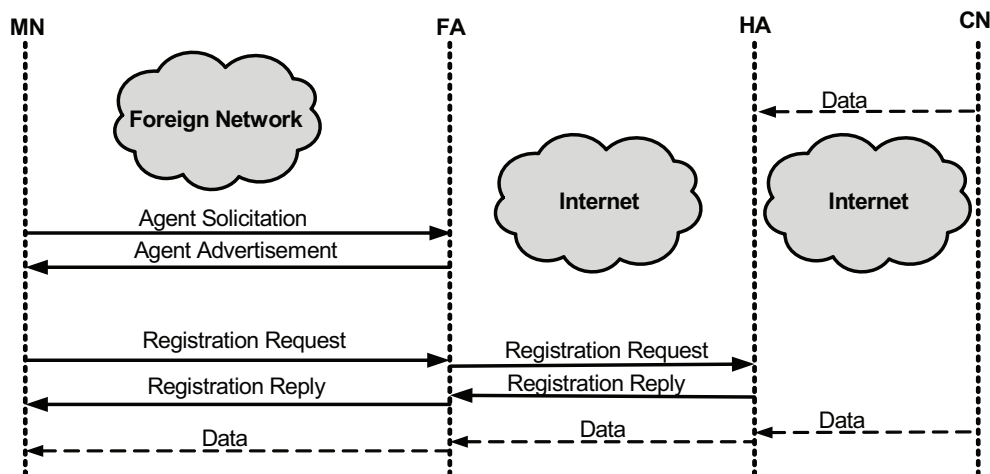 MN
FA
HA
CN
Data
Foreign Network
Internet
Internet
Agent Solicitation
Agent Advertisement
Registration Request
Registration Request
Registration Reply
Registration Reply
Data
Data
Data